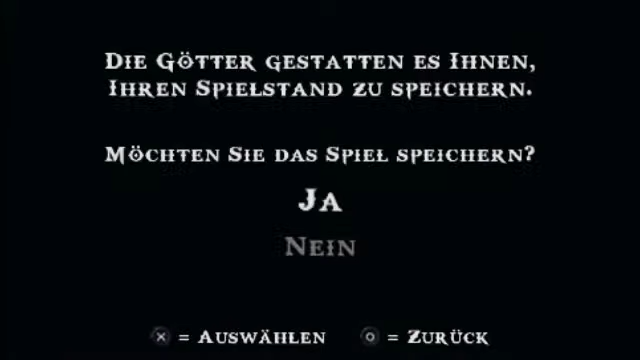 Die Götter gestatten es Ihnen,
Ihren Spielstand zu speichern.
Möchten Sie das Spiel speichern?
Ja
Nein
× = Auswählen ○ = Zurück